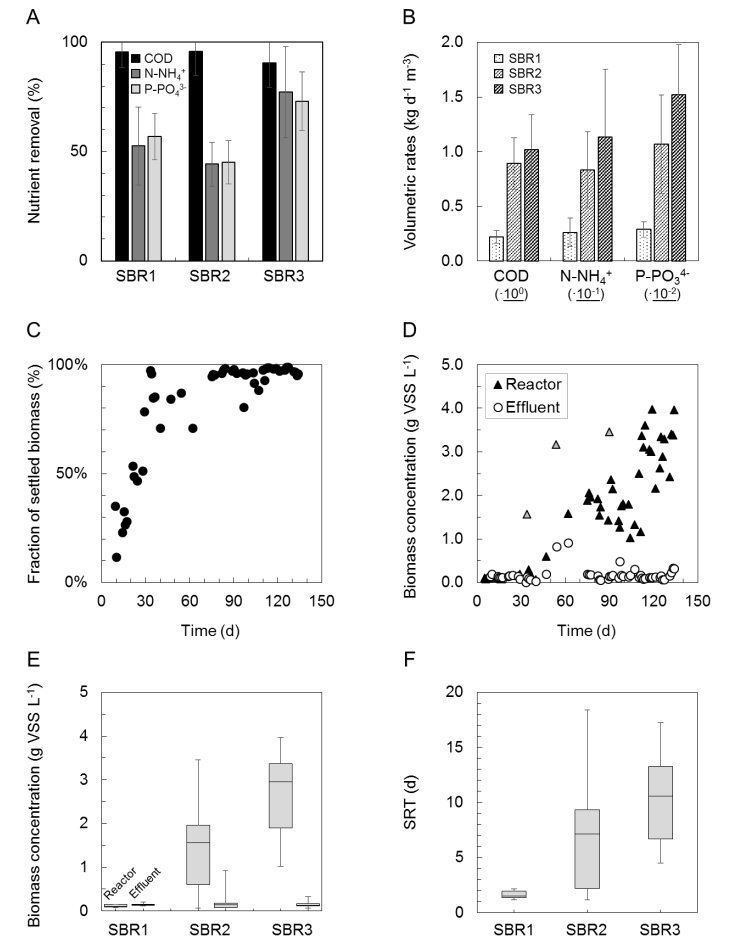 A
Nutrient removal (%)
100
50
0
COD
N-NH₄⁺
P-PO₄³⁻
SBR1
SBR2
SBR3
B
Volumetric rates (kg d⁻¹ m⁻³)
2.0
1.5
1.0
0.5
0.0
SBR1
SBR2
SBR3
COD
N-NH₄⁺
P-PO₃⁴⁻
(·10⁰)
(·10⁻¹)
(·10⁻²)
C
Fraction of settled biomass (%)
100%
50%
0%
0
30
60
90
120
150
Time (d)
D
Biomass concentration (g VSS L⁻¹)
5.0
4.0
3.0
2.0
1.0
0.0
Reactor
Effluent
0
30
60
90
120
150
Time (d)
E
Biomass concentration (g VSS L⁻¹)
5
4
3
2
1
0
Reactor
Effluent
SBR1
SBR2
SBR3
F
SRT (d)
20
15
10
5
0
SBR1
SBR2
SBR3